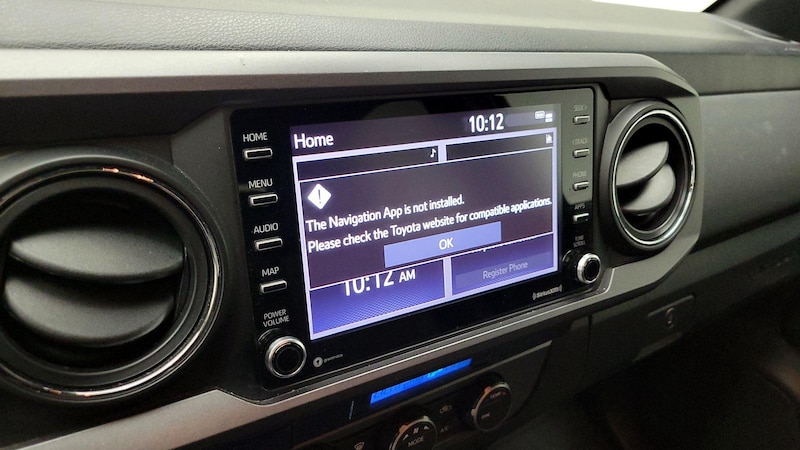 HOME
MENU
AUDIO
MAP
POWER
VOLUME
Home
10:12
The Navigation App is not installed.
Please check the Toyota website for compatible applications.
OK
10:12 AM
Register Phone
SEEK >
< TRACK
PHONE
APPS
TUNE
SCROLL
MODE